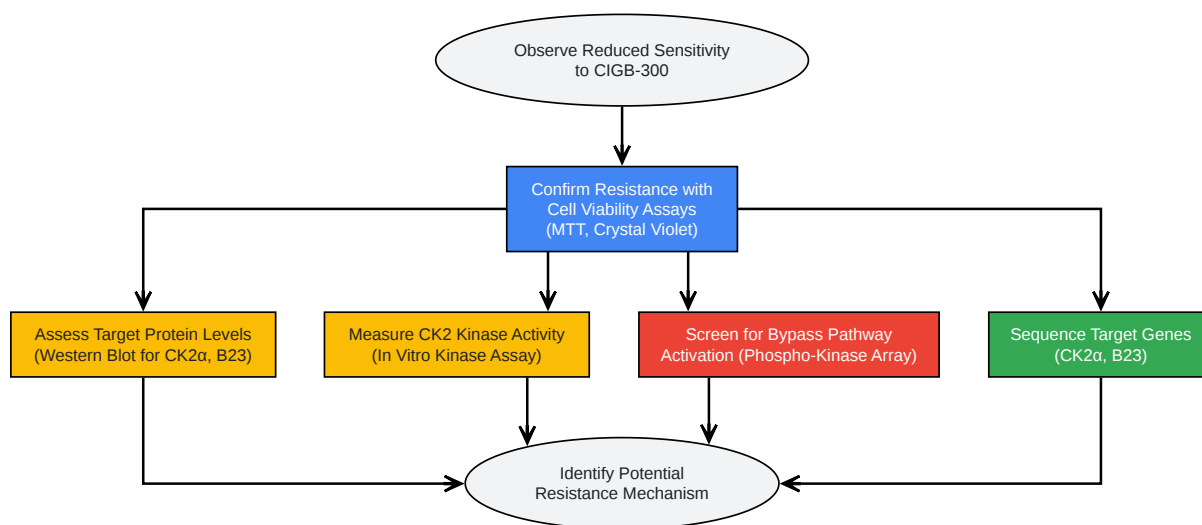 Observe Reduced Sensitivity
to CIGB-300
Confirm Resistance with
Cell Viability Assays
(MTT, Crystal Violet)
Assess Target Protein Levels
(Western Blot for CK2α, B23)
Measure CK2 Kinase Activity
(In Vitro Kinase Assay)
Screen for Bypass Pathway
Activation (Phospho-Kinase Array)
Sequence Target Genes
(CK2α, B23)
Identify Potential
Resistance Mechanism